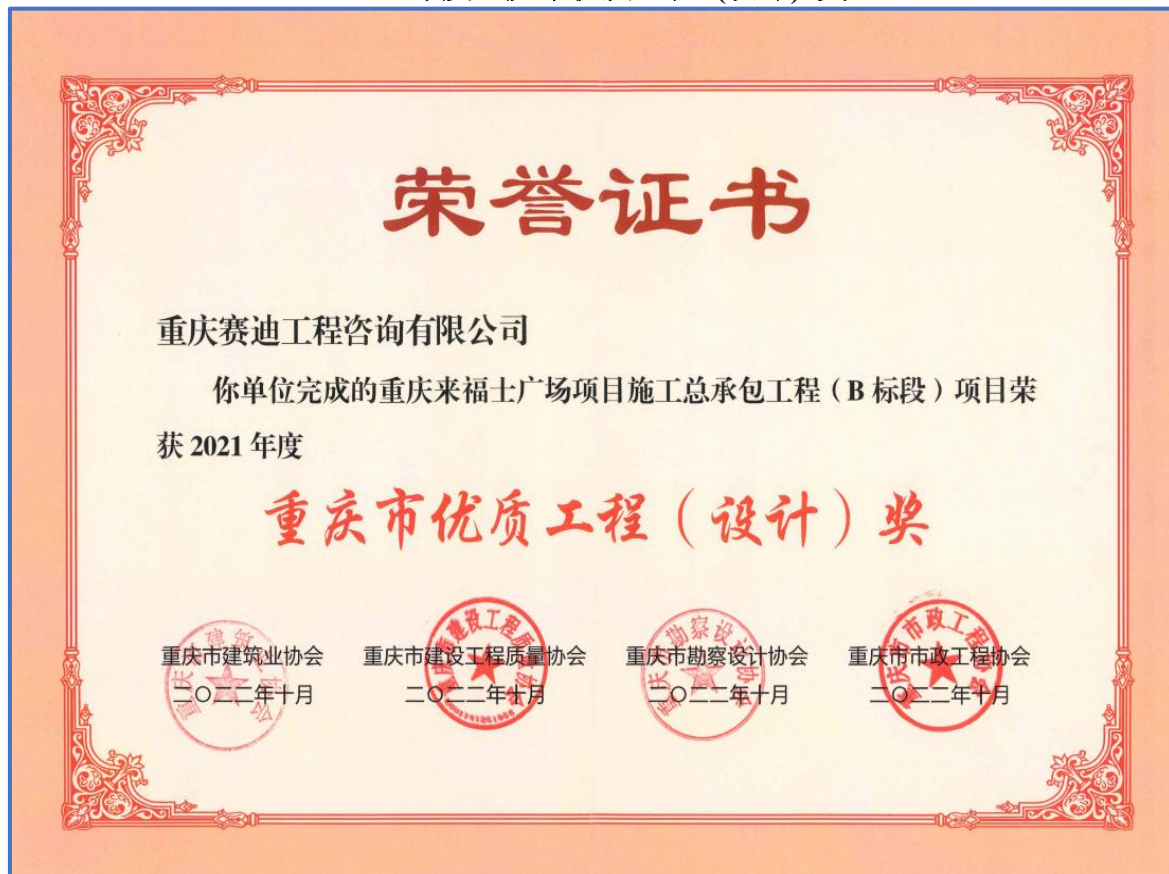 荣誉证书
重庆赛迪工程咨询有限公司
你单位完成的重庆来福士广场项目施工总承包工程（B 标段）项目荣
获 2021 年度
重庆市优质工程（设计）奖
重庆市建筑业协会 重庆市建设工程质量协会 重庆市勘察设计协会 重庆市市政工程协会
二〇二二年十月 二〇二二年十月 二〇二二年十月 二〇二二年十月